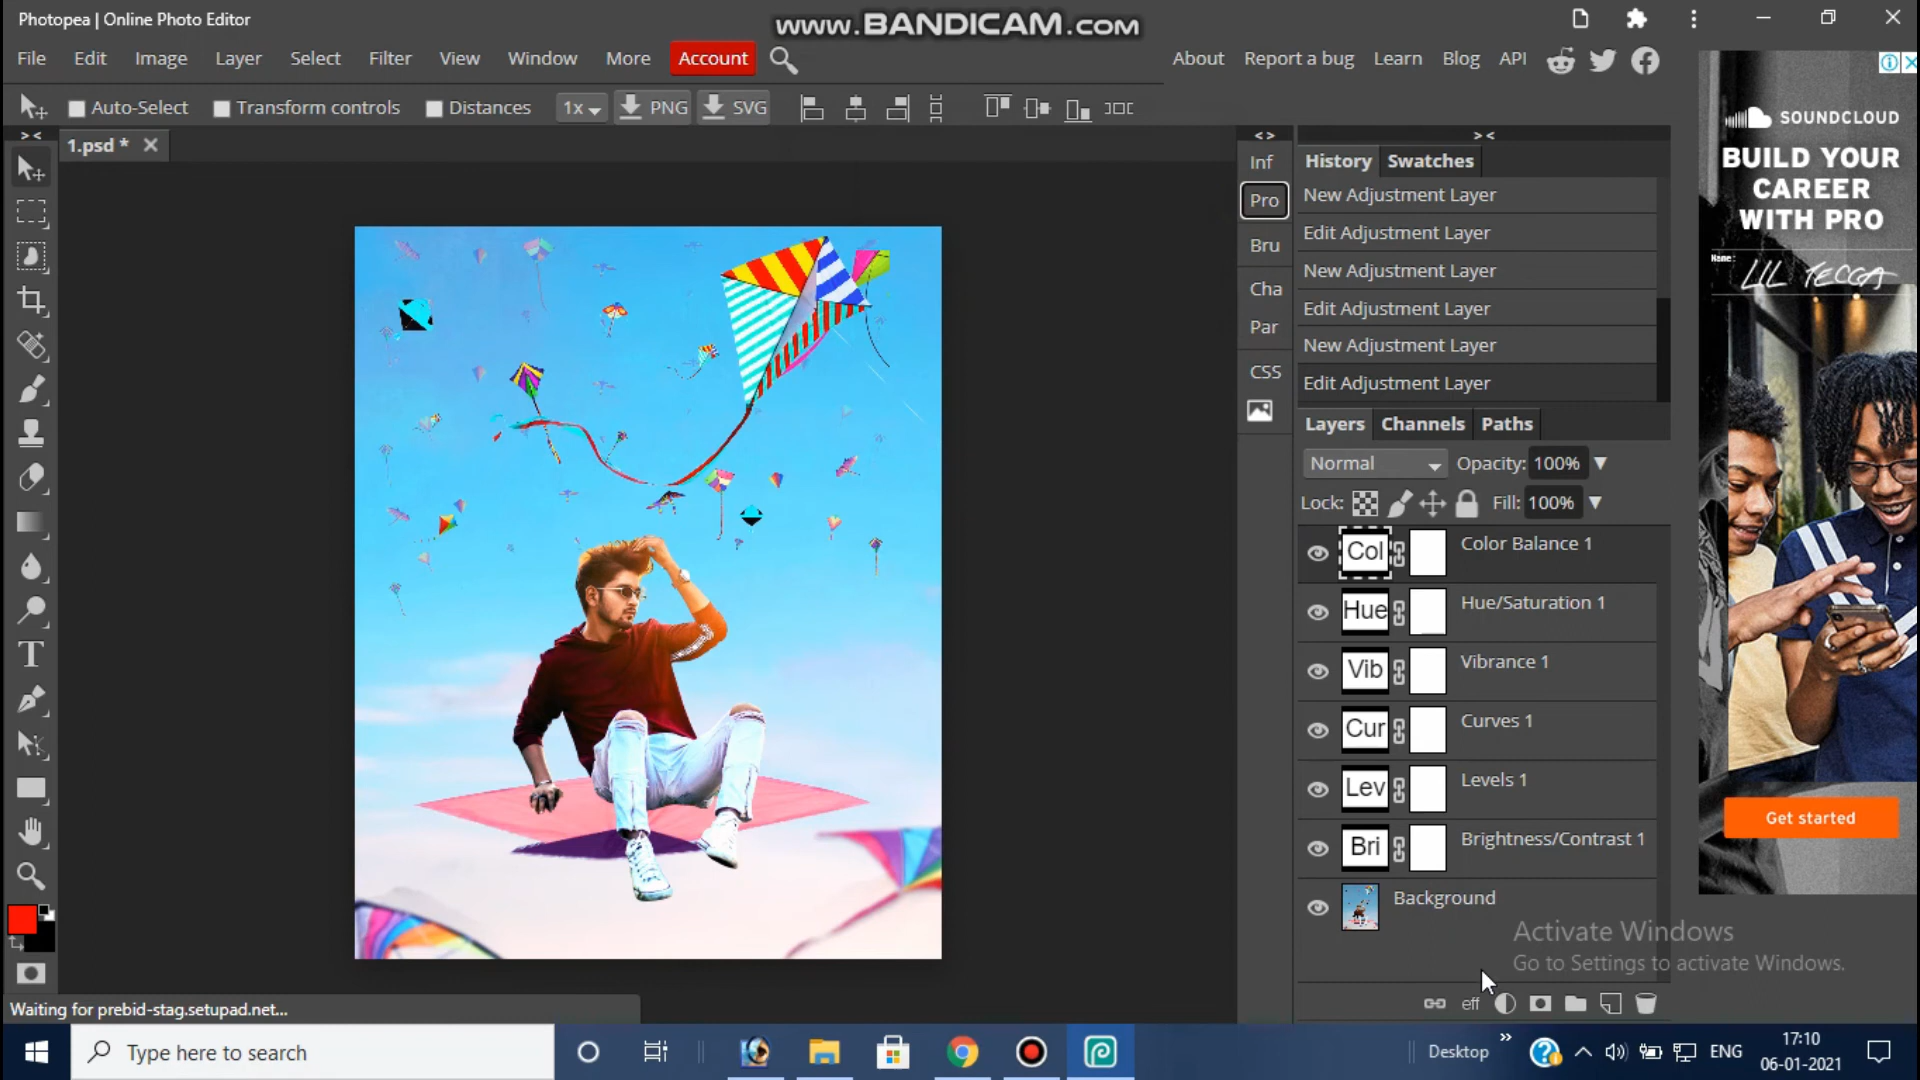 Photopea | Online Photo Editor
www.BANDICAM.com
File Edit Image Layer Select Filter View Window More Account
About Report a bug Learn Blog API
Auto-Select Transform controls Distances 1x PNG SVG
> <
1.psd *
< >
> <
Inf
Pro
Bru
Cha
Par
CSS
History Swatches
New Adjustment Layer
Edit Adjustment Layer
New Adjustment Layer
Edit Adjustment Layer
New Adjustment Layer
Edit Adjustment Layer
Layers Channels Paths
Normal Opacity: 100%
Lock: Fill: 100%
Col Color Balance 1
Hue Hue/Saturation 1
Vib Vibrance 1
Cur Curves 1
Lev Levels 1
Bri Brightness/Contrast 1
Background
eff
SOUNDCLOUD
BUILD YOUR
CAREER
WITH PRO
Name:
LIL TECCA
Get started
Activate Windows
Go to Settings to activate Windows.
Waiting for prebid-stag.setupad.net...
Type here to search
Desktop
ENG
17:10
06-01-2021